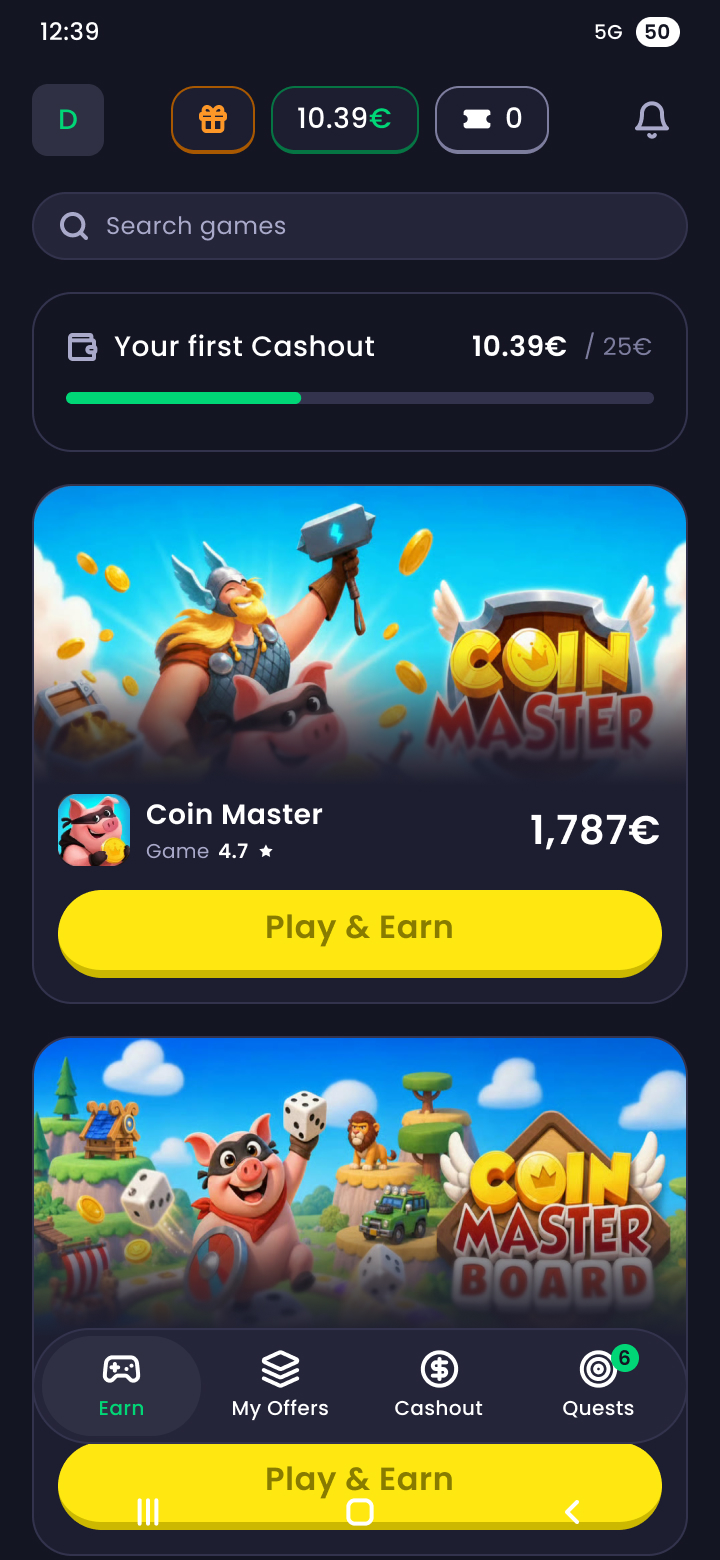 12:39
5G 50
D
10.39€
0
Search games
Your first Cashout 10.39€ / 25€
COIN
MASTER
Coin Master
Game 4.7
1,787€
Play & Earn
COIN
MASTER
BOARD
6
Earn
My Offers
Cashout
Quests
Play & Earn